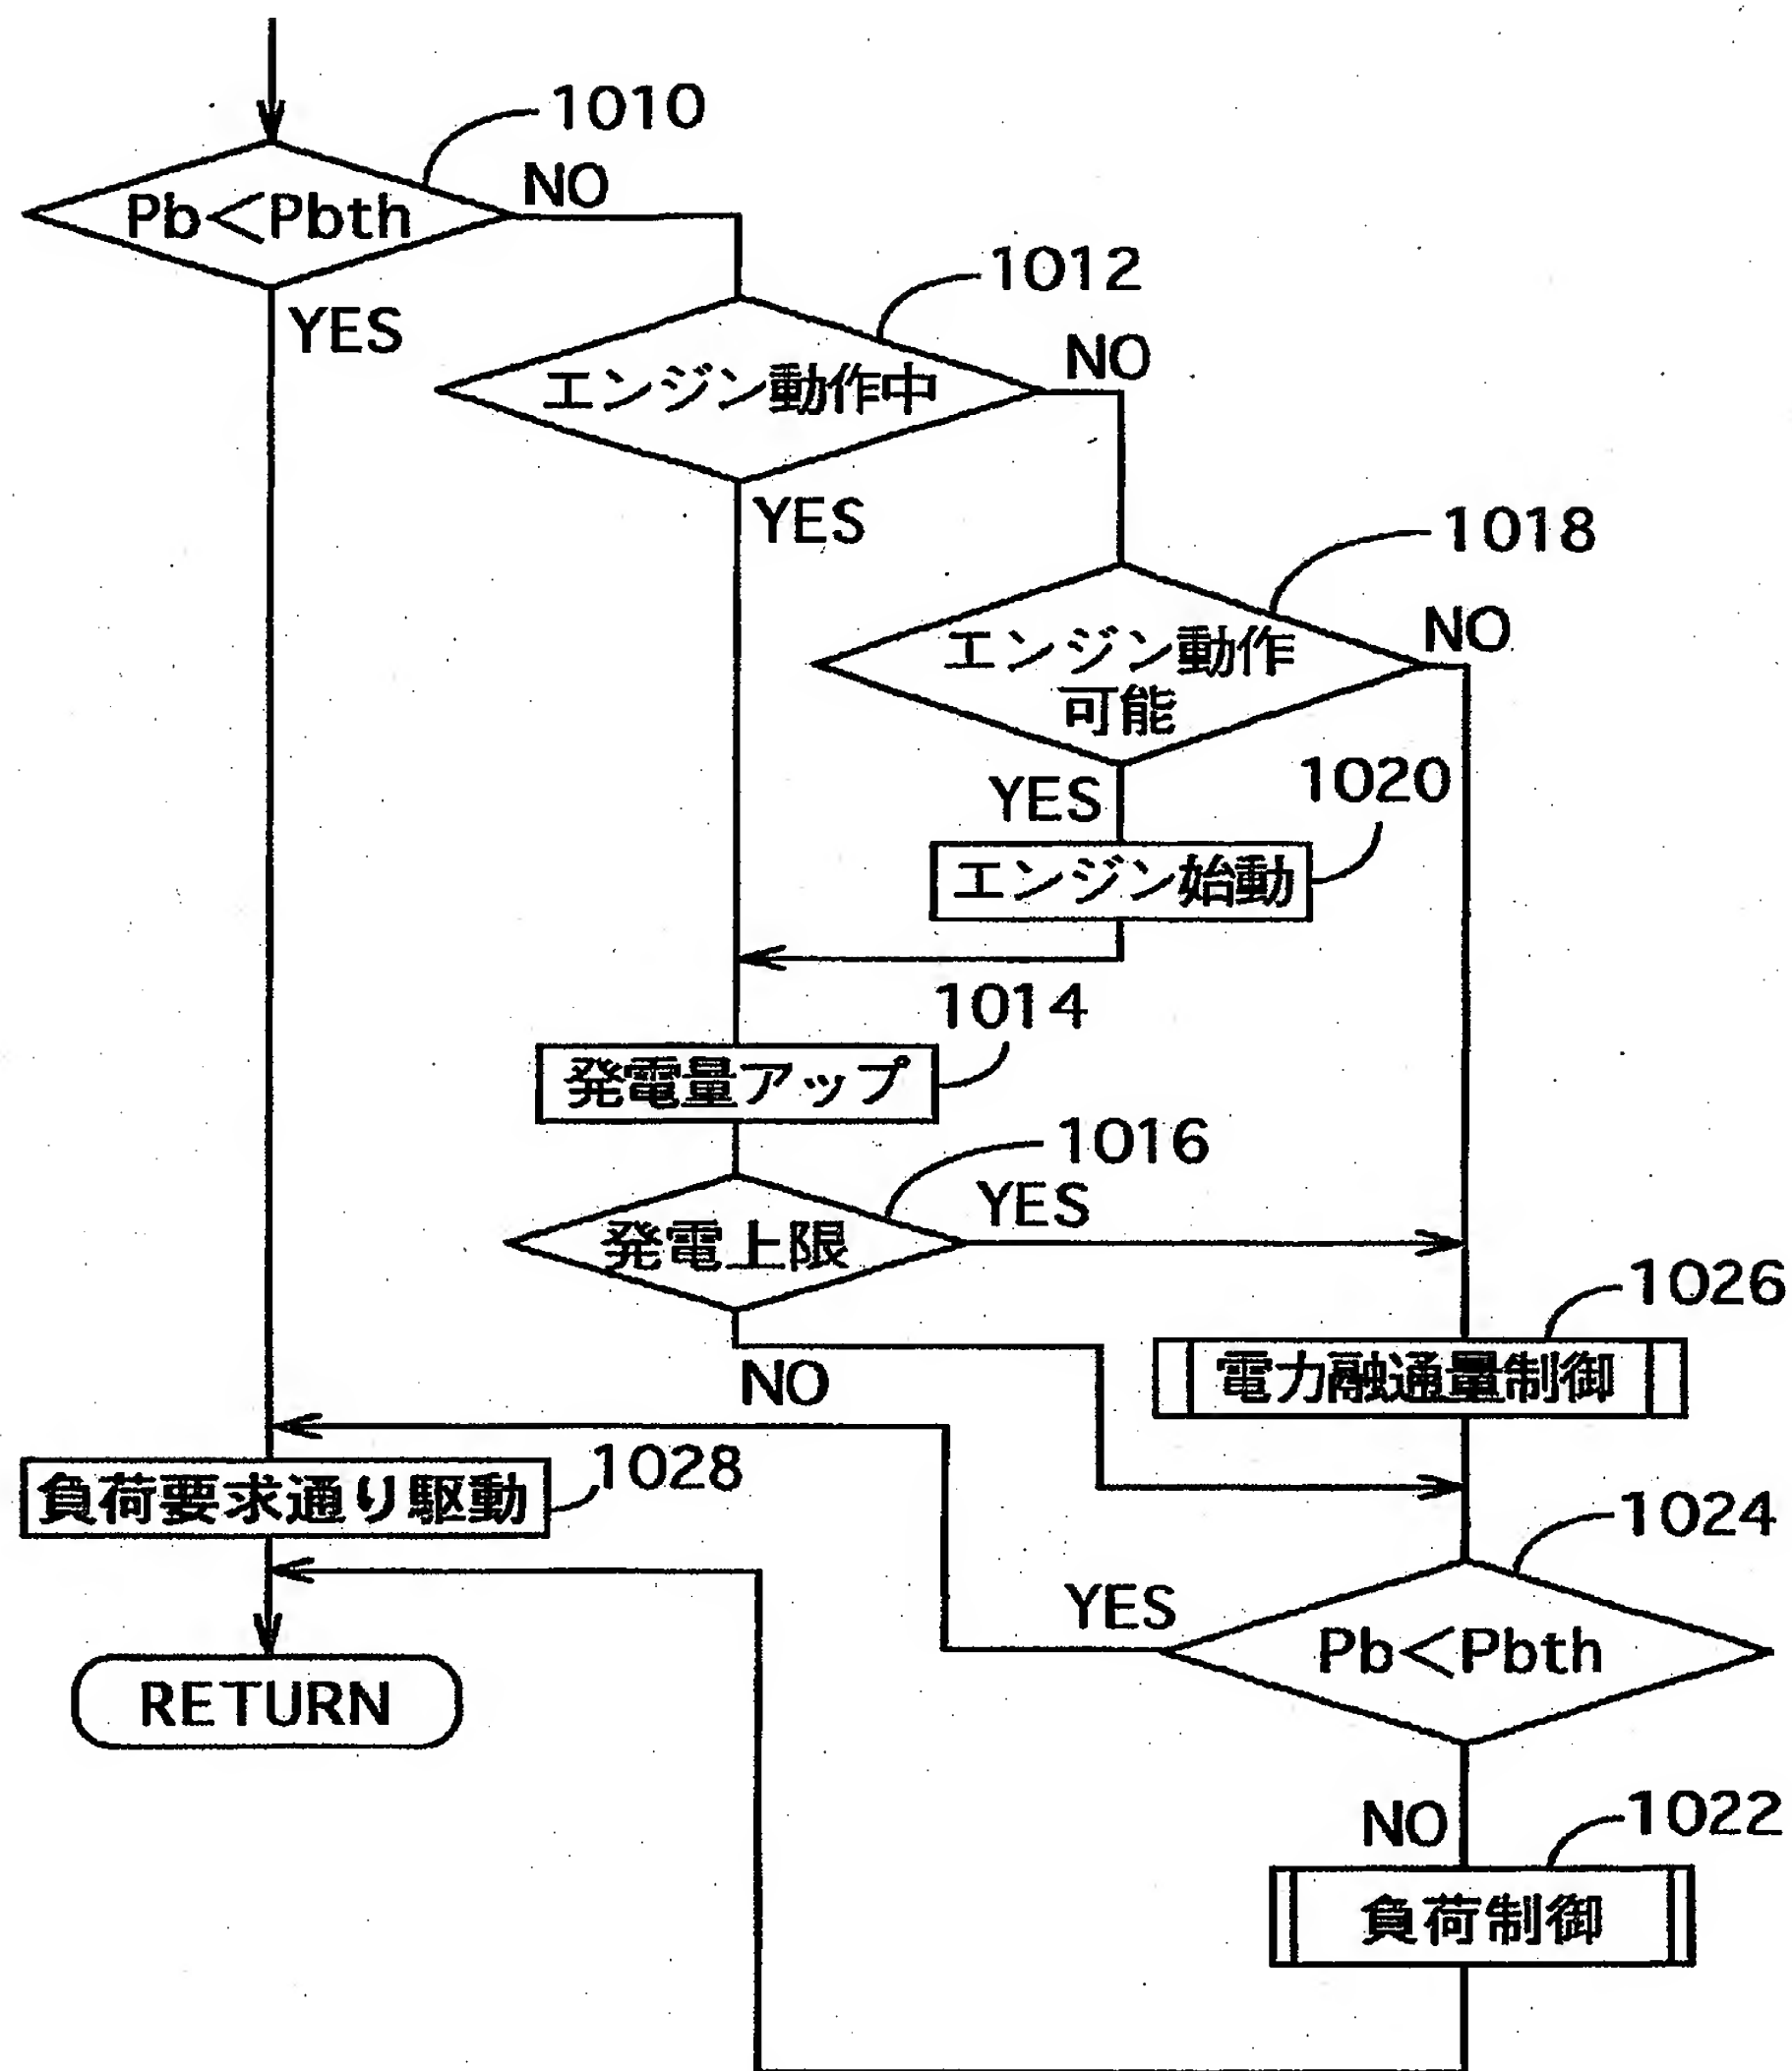 1010
NO
Pb<Pbth
1012
YES
NO
エンジン動作中
YES
1018
NO
エンジン動作
可能
YES
1020
エンジン始動
1014
発電量アップ
1016
YES
発電上限
1026
NO
電力融通量制御
1028
負荷要求通り駆動
1024
YES
Pb<Pbth
RETURN
NO
1022
負荷制御